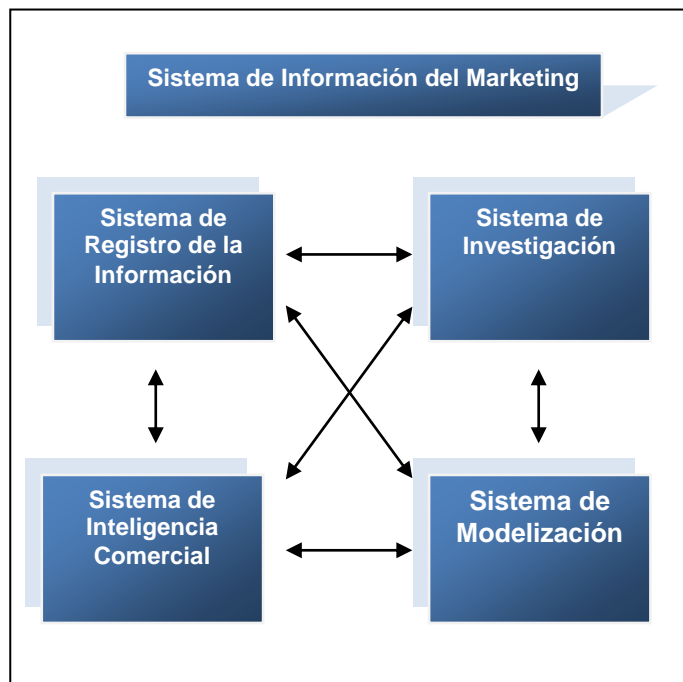 Sistema de Información del Marketing
Sistema de
Registro de la
Información
Sistema de
Investigación
Sistema de
Inteligencia
Comercial
Sistema de
Modelización